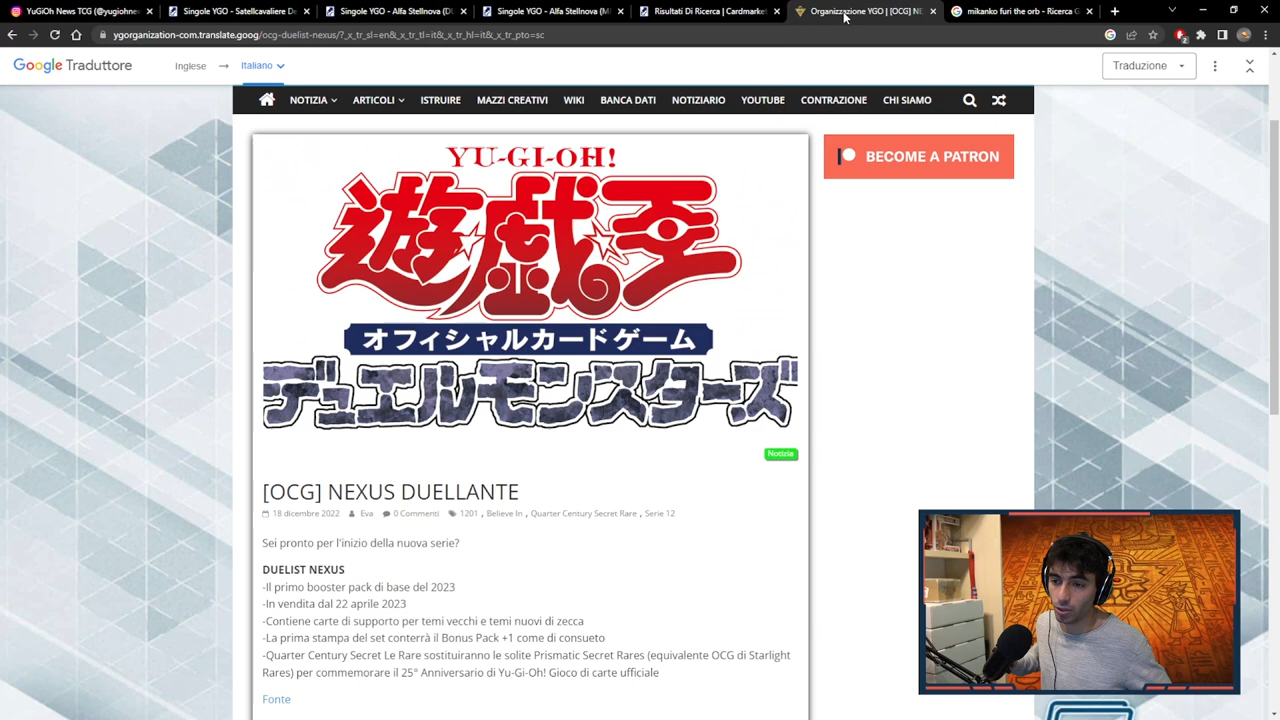 YuGiOh News TCG (@yugiohnews
Singole YGO - Satellcavaliere D
Singole YGO - Alfa Stellnova (DU
Singole YGO - Alfa Stellnova (MI
Risultati Di Ricerca | Cardmarket
Organizzazione YGO | [OCG] NE
mikanko furi the orb - Ricerca G
ygorganization-com.translate.goog/ocg-duelist-nexus/?_x_tr_sl=en&_x_tr_tl=it&_x_tr_hl=it&_x_tr_pto=sc
Google Traduttore
Inglese → Italiano
Traduzione
NOTIZIA ARTICOLI ISTRUIRE MAZZI CREATIVI WIKI BANCA DATI NOTIZIARIO YOUTUBE CONTRAZIONE CHI SIAMO
BECOME A PATRON
YU-GI-OH!
遊戯王
オフィシャルカードゲーム
デュエルモンスターズ
Notizia
[OCG] NEXUS DUELLANTE
18 dicembre 2022 Eva 0 Commenti 1201 , Believe In , Quarter Century Secret Rare , Serie 12
Sei pronto per l'inizio della nuova serie?
DUELIST NEXUS
-Il primo booster pack di base del 2023
-In vendita dal 22 aprile 2023
-Contiene carte di supporto per temi vecchi e temi nuovi di zecca
-La prima stampa del set conterrà il Bonus Pack +1 come di consueto
-Quarter Century Secret Le Rare sostituiranno le solite Prismatic Secret Rares (equivalente OCG di Starlight
Rares) per commemorare il 25° Anniversario di Yu-Gi-Oh! Gioco di carte ufficiale
Fonte